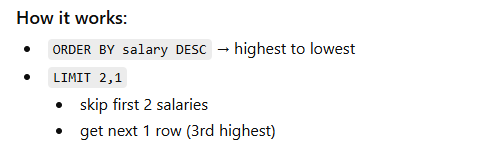 How it works:
• ORDER BY salary DESC → highest to lowest
• LIMIT 2,1
• skip first 2 salaries
• get next 1 row (3rd highest)